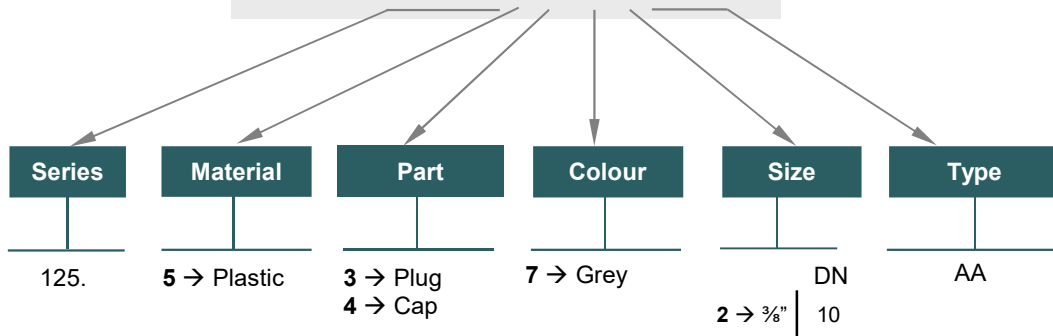 Series Material Part Colour Size Type
125. 5 → Plastic 3 → Plug 7 → Grey DN AA
4 → Cap 2 → ⅜” 10